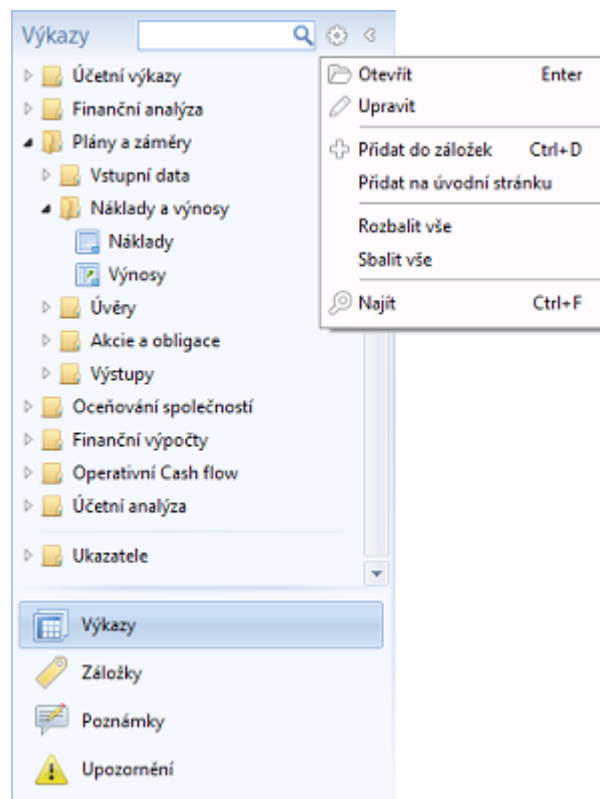 Výkazy
Účetní výkazy
Finanční analýza
Plány a záměry
Vstupní data
Náklady a výnosy
Náklady
Výnosy
Úvěry
Akcie a obligace
Výstupy
Oceňování společností
Finanční výpočty
Operativní Cash flow
Účetní analýza
Ukazatele
Otevřít Enter
Upravit
Přidat do záložek Ctrl+D
Přidat na úvodní stránku
Rozbalit vše
Sbalit vše
Najít Ctrl+F
Výkazy
Záložky
Poznámky
Upozornění